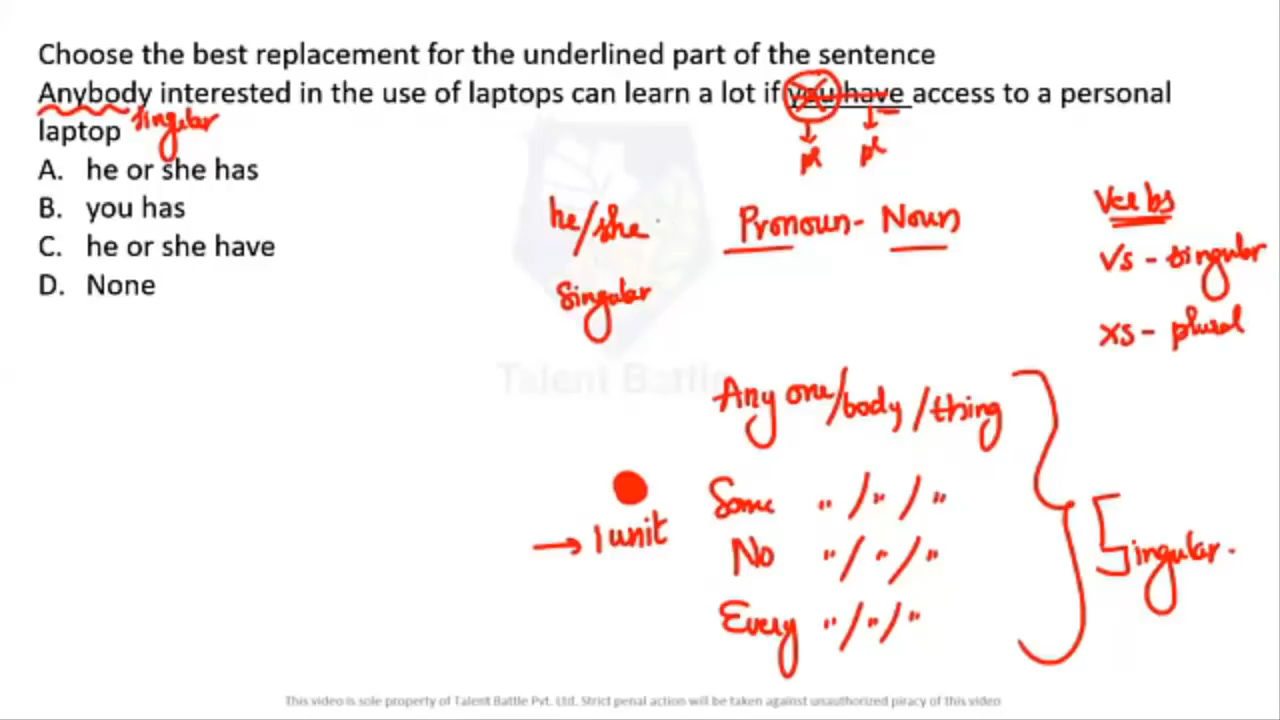 Choose the best replacement for the underlined part of the sentence
Anybody interested in the use of laptops can learn a lot if you have access to a personal
laptop
singular
pl pl
A. he or she has
B. you has
C. he or she have
D. None
he/she
Singular
Pronoun - Noun
Verbs
Vs - singular
xs - plural
Talent Battle
Any one/body/thing
Some " / " / "
No " / " / "
Every " / " / "
→ 1 unit
Singular.
This video is sole property of Talent Battle Pvt. Ltd. Strict penal action will be taken against unauthorized piracy of this video